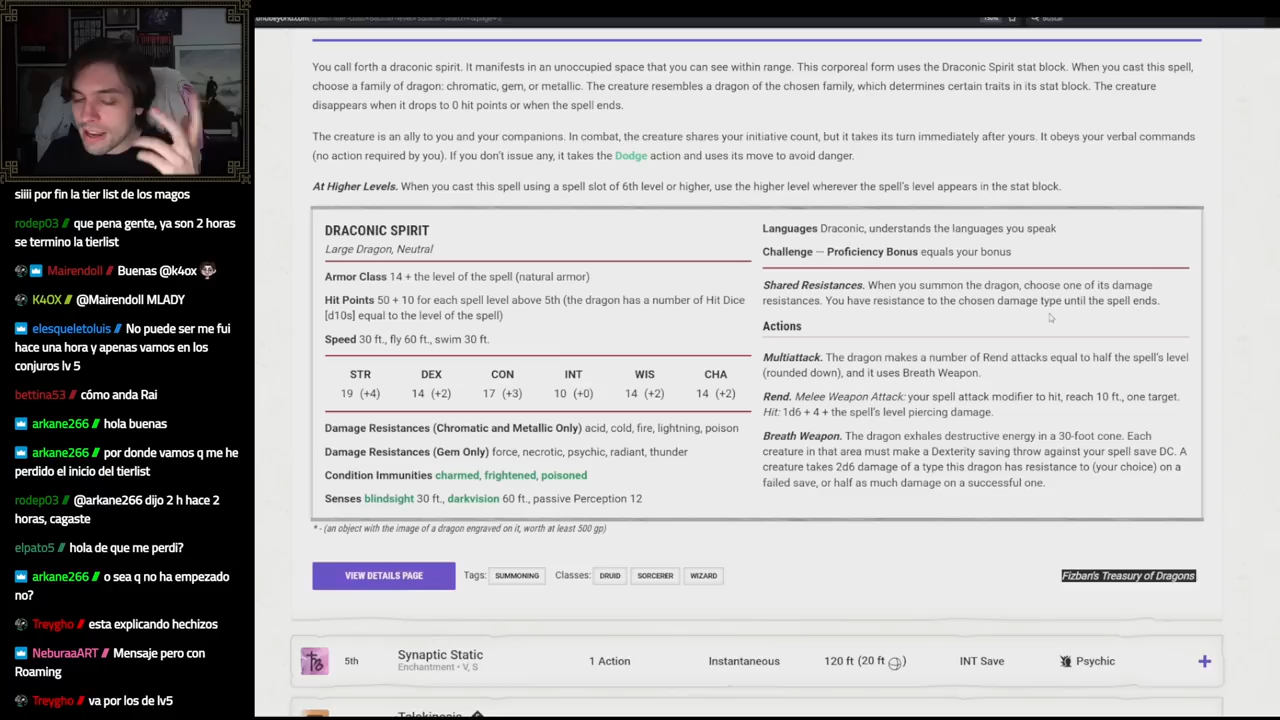 siiii por fin la tier list de los magos
rodep03 // que pena gente, ya son 2 horas
se termino la tierlist
Mairendoll // Buenas @k4ox
K4OX // @Mairendoll MLADY
elesqueletoluis // No puede ser me fui
hace una hora y apenas vamos en los
conjuros lv 5
bettina53 // cómo anda Rai
arkane266 // hola buenas
arkane266 // por donde vamos q me he
perdido el inicio del tierlist
rodep03 // @arkane266 dijo 2 h hace 2
horas, cagaste
elpato5 // hola de que me perdi?
arkane266 // o sea q no ha empezado
no?
Treygho // esta explicando hechizos
NeburaaART // Mensaje pero con
Roaming
Treygho // va por los de lv5
You call forth a draconic spirit. It manifests in an unoccupied space that you can see within range. This corporeal form uses the Draconic Spirit stat block. When you cast this spell,
choose a family of dragon: chromatic, gem, or metallic. The creature resembles a dragon of the chosen family, which determines certain traits in its stat block. The creature
disappears when it drops to 0 hit points or when the spell ends.
The creature is an ally to you and your companions. In combat, the creature shares your initiative count, but it takes its turn immediately after yours. It obeys your verbal commands
(no action required by you). If you don't issue any, it takes the Dodge action and uses its move to avoid danger.
At Higher Levels. When you cast this spell using a spell slot of 6th level or higher, use the higher level wherever the spell's level appears in the stat block.
DRACONIC SPIRIT
Large Dragon, Neutral
Armor Class 14 + the level of the spell (natural armor)
Hit Points 50 + 10 for each spell level above 5th (the dragon has a number of Hit Dice
[d10s] equal to the level of the spell)
Speed 30 ft., fly 60 ft., swim 30 ft.
STR DEX CON INT WIS CHA
19 (+4) 14 (+2) 17 (+3) 10 (+0) 14 (+2) 14 (+2)
Damage Resistances (Chromatic and Metallic Only) acid, cold, fire, lightning, poison
Damage Resistances (Gem Only) force, necrotic, psychic, radiant, thunder
Condition Immunities charmed, frightened, poisoned
Senses blindsight 30 ft., darkvision 60 ft., passive Perception 12
Languages Draconic, understands the languages you speak
Challenge — Proficiency Bonus equals your bonus
Shared Resistances. When you summon the dragon, choose one of its damage
resistances. You have resistance to the chosen damage type until the spell ends.
Actions
Multiattack. The dragon makes a number of Rend attacks equal to half the spell's level
(rounded down), and it uses Breath Weapon.
Rend. Melee Weapon Attack: your spell attack modifier to hit, reach 10 ft., one target.
Hit: 1d6 + 4 + the spell's level piercing damage.
Breath Weapon. The dragon exhales destructive energy in a 30-foot cone. Each
creature in that area must make a Dexterity saving throw against your spell save DC. A
creature takes 2d6 damage of a type this dragon has resistance to (your choice) on a
failed save, or half as much damage on a successful one.
* - (an object with the image of a dragon engraved on it, worth at least 500 gp)
VIEW DETAILS PAGE
Tags: SUMMONING Classes: DRUID SORCERER WIZARD
Fizban's Treasury of Dragons
5th Synaptic Static 1 Action Instantaneous 120 ft (20 ft ) INT Save Psychic +
Enchantment • V, S
Telekinesis